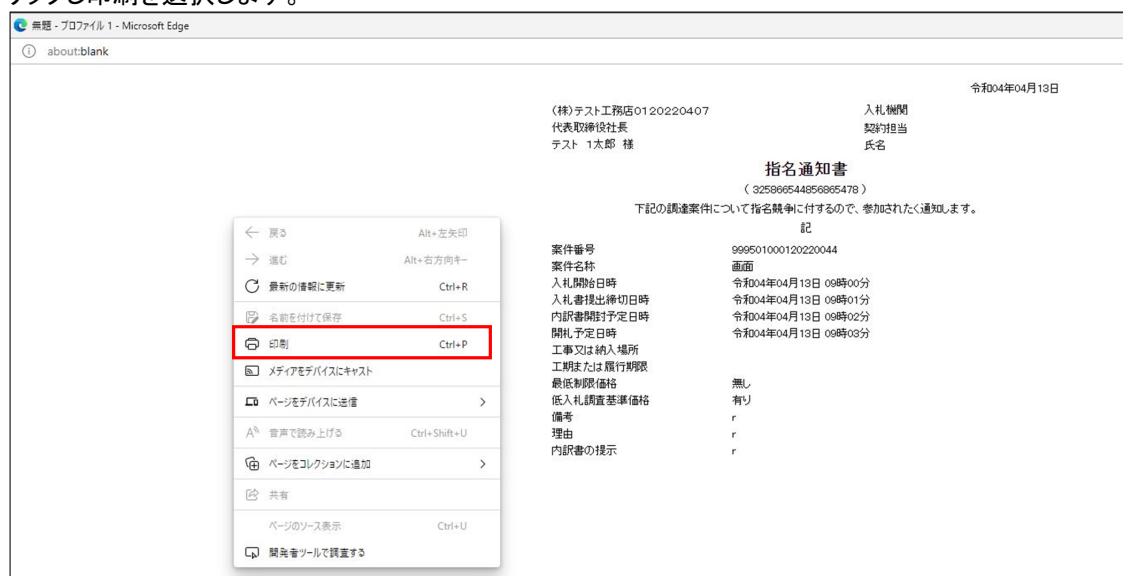 リックし印刷を選択します。
無題 - プロファイル 1 - Microsoft Edge
about:blank
令和04年04月13日
(株)テスト工務店0120220407 入札機関
代表取締役社長 契約担当
テスト 1太郎 様 氏名
指名通知書
( 325866544856865478 )
下記の調達案件について指名競争に付するので、参加されたく通知します。
記
案件番号 999501000120220044
案件名称 画面
入札開始日時 令和04年04月13日 09時00分
入札書提出締切日時 令和04年04月13日 09時01分
内訳書開封予定日時 令和04年04月13日 09時02分
開札予定日時 令和04年04月13日 09時03分
工事又は納入場所
工期または履行期限
最低制限価格 無し
低入札調査基準価格 有り
備考 r
理由 r
内訳書の提示 r
戻る Alt+左矢印
進む Alt+右方向キー
最新の情報に更新 Ctrl+R
名前を付けて保存 Ctrl+S
印刷 Ctrl+P
メディアをデバイスにキャスト
ページをデバイスに送信
音声で読み上げる Ctrl+Shift+U
ページをコレクションに追加
共有
ページのソース表示 Ctrl+U
開発者ツールで調査する